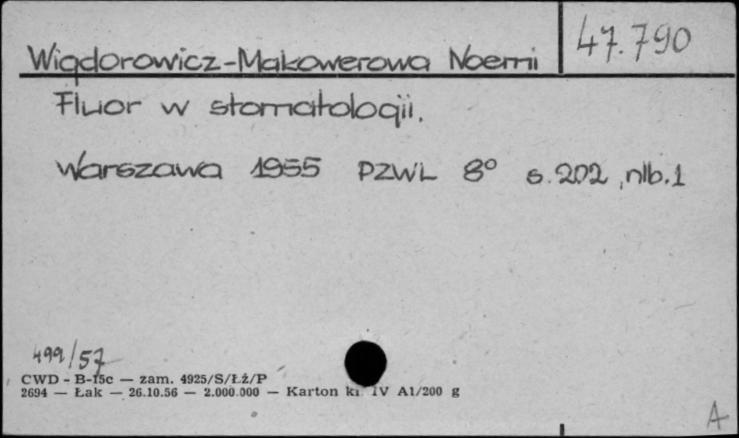 Wigdorowicz-Makowerowa Noemi 47.790
Fluor w stomatologii.
Warszawa 1955 PZWL 8° s. 202, nlb. 1
499/57
CWD - B-15c — zam. 4925/S/Łż/P
2694 — Łak — 26.10.56 — 2.000.000 — Karton kl. IV A1/200 g
A